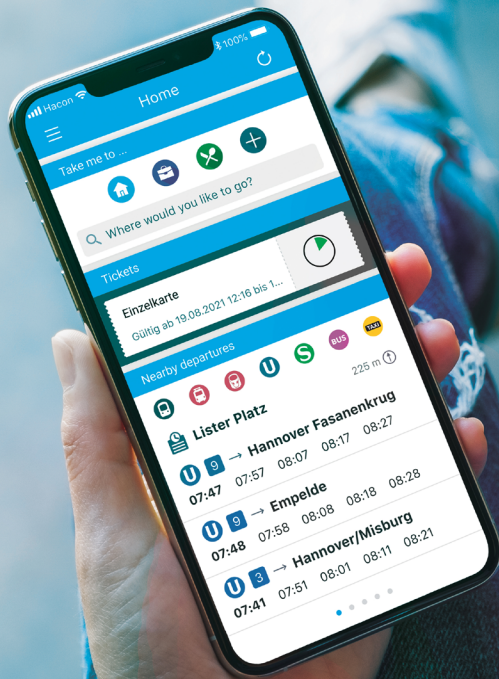 Hacon
100%
Home
Take me to ...
Where would you like to go?
Tickets
Einzelkarte
Gültig ab 19.08.2021 12:16 bis 1...
Nearby departures
U S BUS TAXI
Lister Platz 225 m
U 9 → Hannover Fasanenkrug
07:47 07:57 08:07 08:17 08:27
U 9 → Empelde
07:48 07:58 08:08 08:18 08:28
U 3 → Hannover/Misburg
07:41 07:51 08:01 08:11 08:21